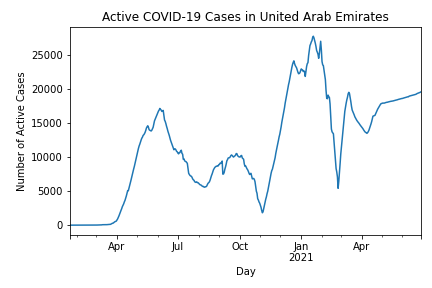 Active COVID-19 Cases in United Arab Emirates
Number of Active Cases
25000
20000
15000
10000
5000
0
Apr Jul Oct Jan Apr
2021
Day